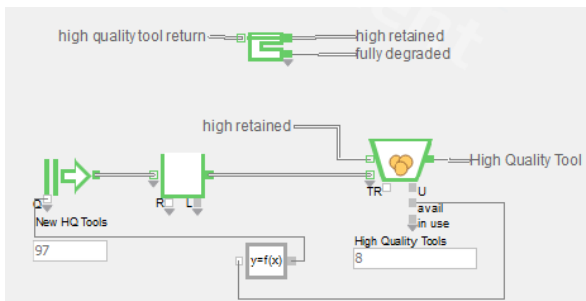 high quality tool return
high retained
fully degraded
high retained
High Quality Tool
TR
U
avail
in use
Q
R
L
New HQ Tools
97
y=f(x)
High Quality Tools
8